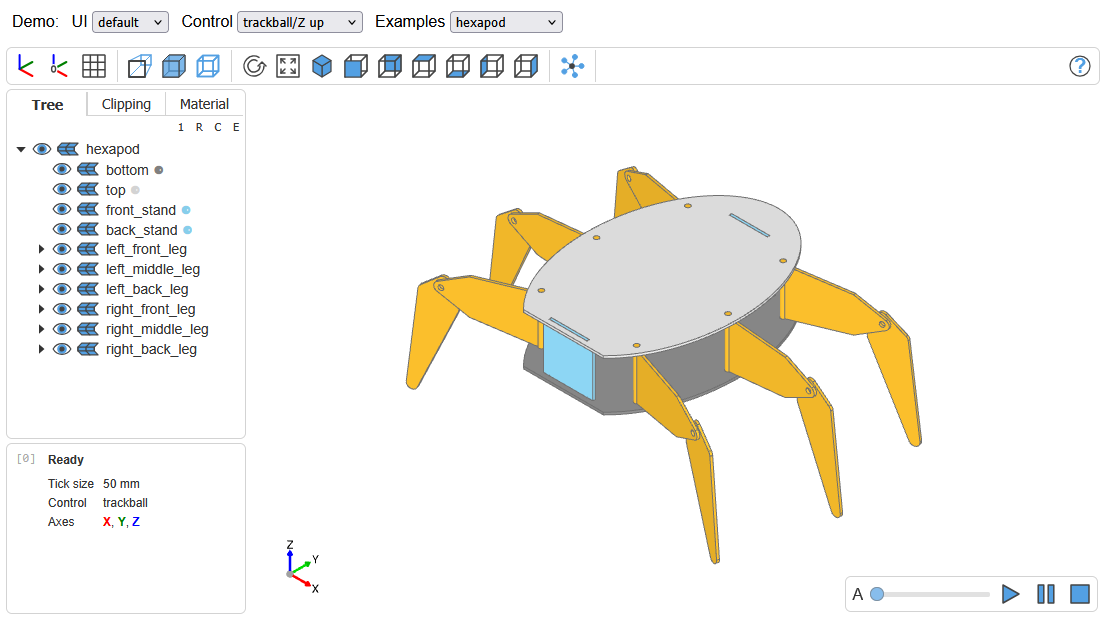 Demo: UI default Control trackball/Z up Examples hexapod
?
Tree Clipping Material
1 R C E
hexapod
bottom
top
front_stand
back_stand
left_front_leg
left_middle_leg
left_back_leg
right_front_leg
right_middle_leg
right_back_leg
[0] Ready
Tick size 50 mm
Control trackball
Axes X, Y, Z
Z
Y
X
A